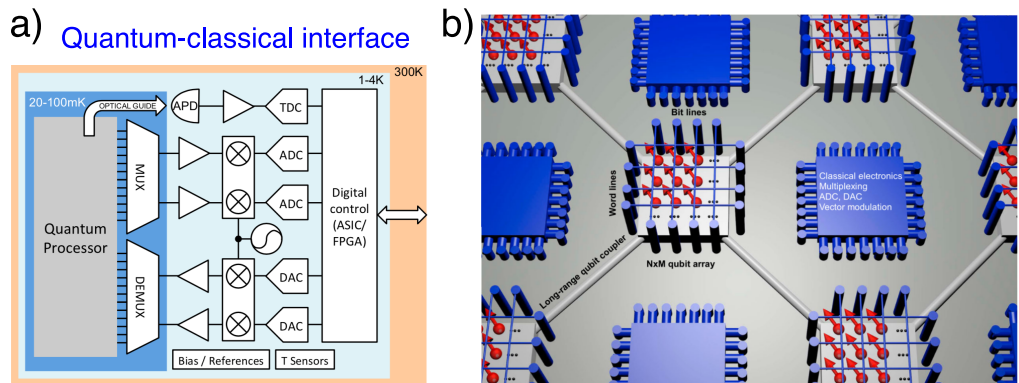 a) Quantum-classical interface
300K
1-4K
20-100mK
OPTICAL GUIDE
APD
TDC
MUX
ADC
ADC
Quantum
Processor
Digital
control
(ASIC/
FPGA)
DEMUX
DAC
DAC
Bias / References
T Sensors
b)
Bit lines
Word lines
Classical electronics
Multiplexing
ADC, DAC
Vector modulation
NxM qubit array
Long-range qubit coupler